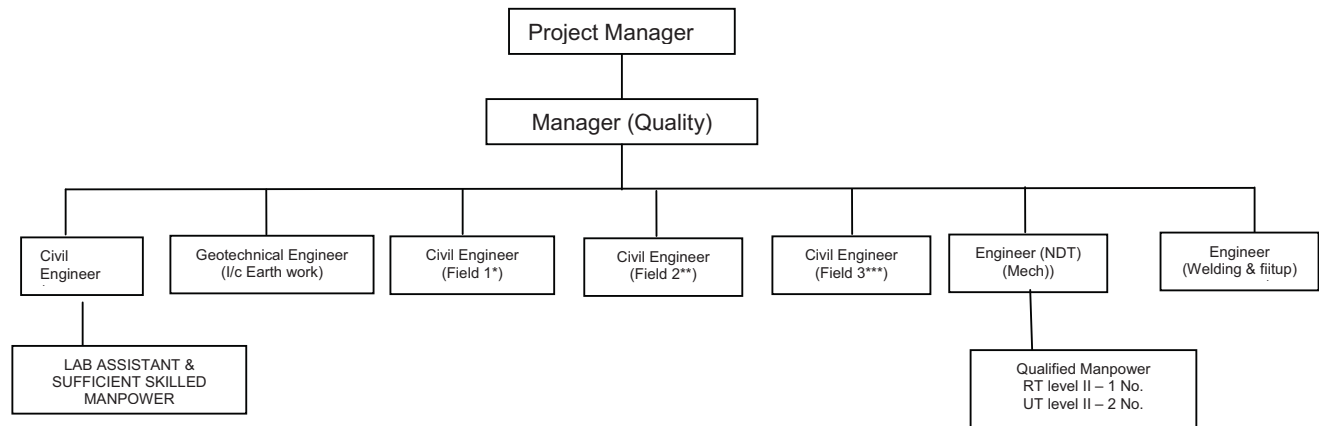 Project Manager
Manager (Quality)
Civil
Engineer
Geotechnical Engineer
(I/c Earth work)
Civil Engineer
(Field 1*)
Civil Engineer
(Field 2**)
Civil Engineer
(Field 3***)
Engineer (NDT)
(Mech))
Engineer
(Welding & fiitup)
LAB ASSISTANT &
SUFFICIENT SKILLED
MANPOWER
Qualified Manpower
RT level II – 1 No.
UT level II – 2 No.